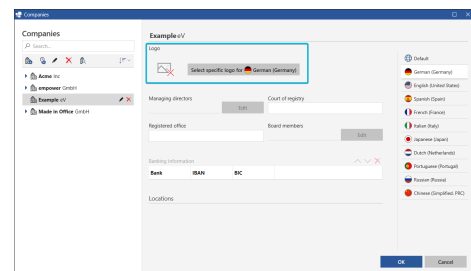 Companies
Companies
Search...
Acme inc
empower GmbH
Example eV
Made in Office GmbH
Example eV
Logo
Select specific logo for German (Germany)
Managing directors
Edit
Court of registry
Registered office
Board members
Edit
Banking information
Bank IBAN BIC
Locations
Default
German (Germany)
English (United States)
Spanish (Spain)
French (France)
Italian (Italy)
Japanese (Japan)
Dutch (Netherlands)
Portuguese (Portugal)
Russian (Russia)
Chinese (Simplified, PRC)
OK Cancel